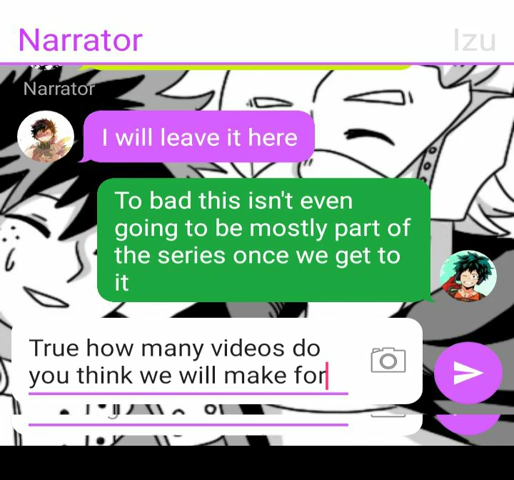 Narrator
Izu
Narrator
I will leave it here
To bad this isn't even
going to be mostly part of
the series once we get to
it
True how many videos do
you think we will make for